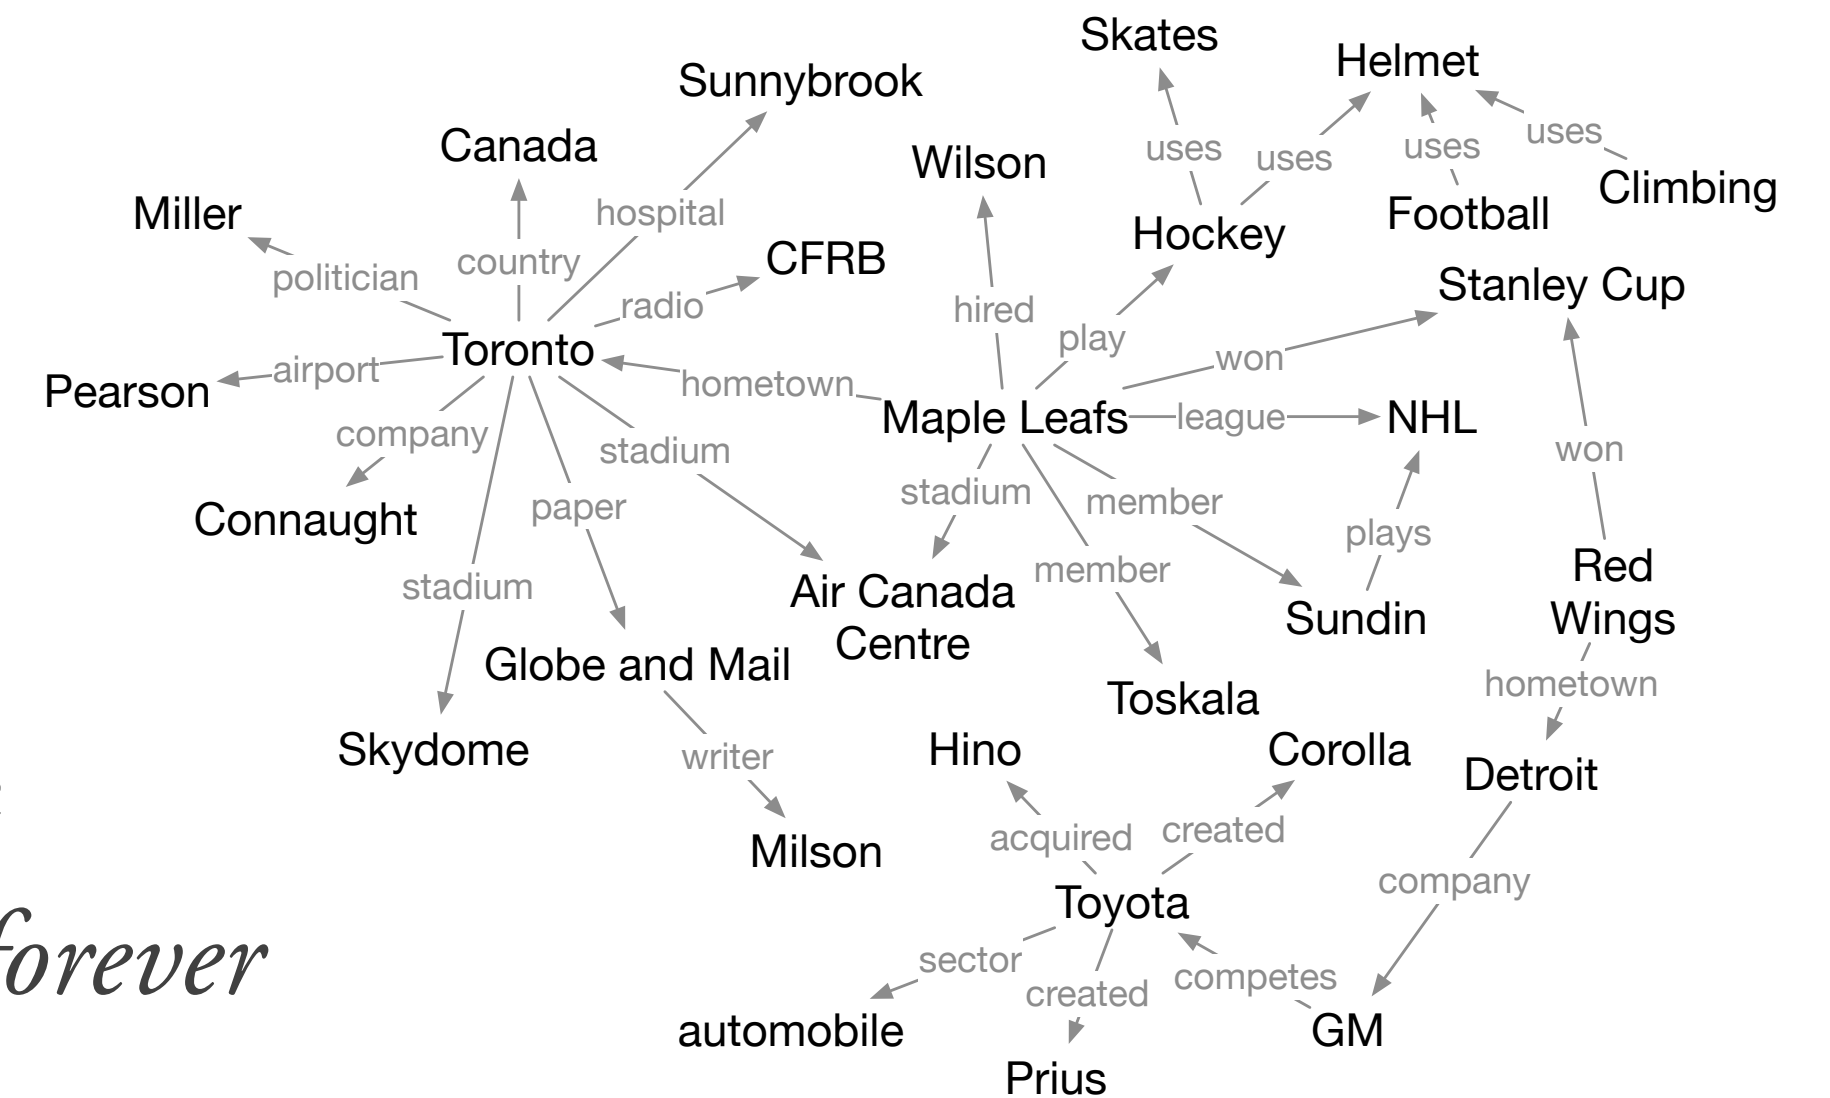 Skates
Helmet
Sunnybrook
uses
Canada
uses
uses
uses
Wilson
Climbing
Miller
hospital
Football
Hockey
country
CFRB
politician
Stanley Cup
radio
hired
play
Toronto
won
airport
hometown
Pearson
Maple Leafs
league
NHL
company
stadium
won
stadium
member
paper
Connaught
plays
Red
Wings
member
stadium
Air Canada
Centre
Sundin
Globe and Mail
hometown
Toskala
Skydome
writer
Hino
Corolla
Detroit
acquired
created
Milson
company
Toyota
forever
sector
competes
created
automobile
GM
Prius